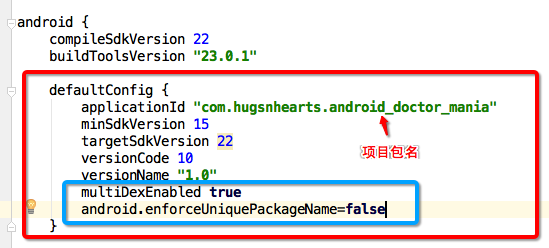 android {
compileSdkVersion 22
buildToolsVersion "23.0.1"
defaultConfig {
applicationId "com.hugsnhearts.android_doctor_mania"
minSdkVersion 15
项目包名
targetSdkVersion 22
versionCode 10
versionName "1.0"
multiDexEnabled true
android.enforceUniquePackageName=false
}